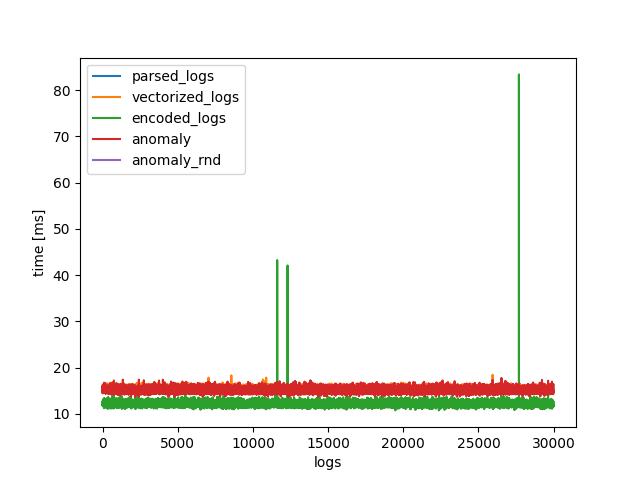 parsed_logs
vectorized_logs
encoded_logs
anomaly
anomaly_rnd
80
70
60
50
40
30
20
10
time [ms]
0 5000 10000 15000 20000 25000 30000
logs